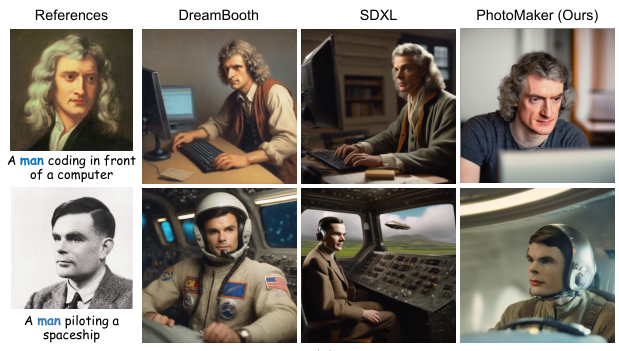 References
DreamBooth
SDXL
PhotoMaker (Ours)
A man coding in front
of a computer
A man piloting a
spaceship